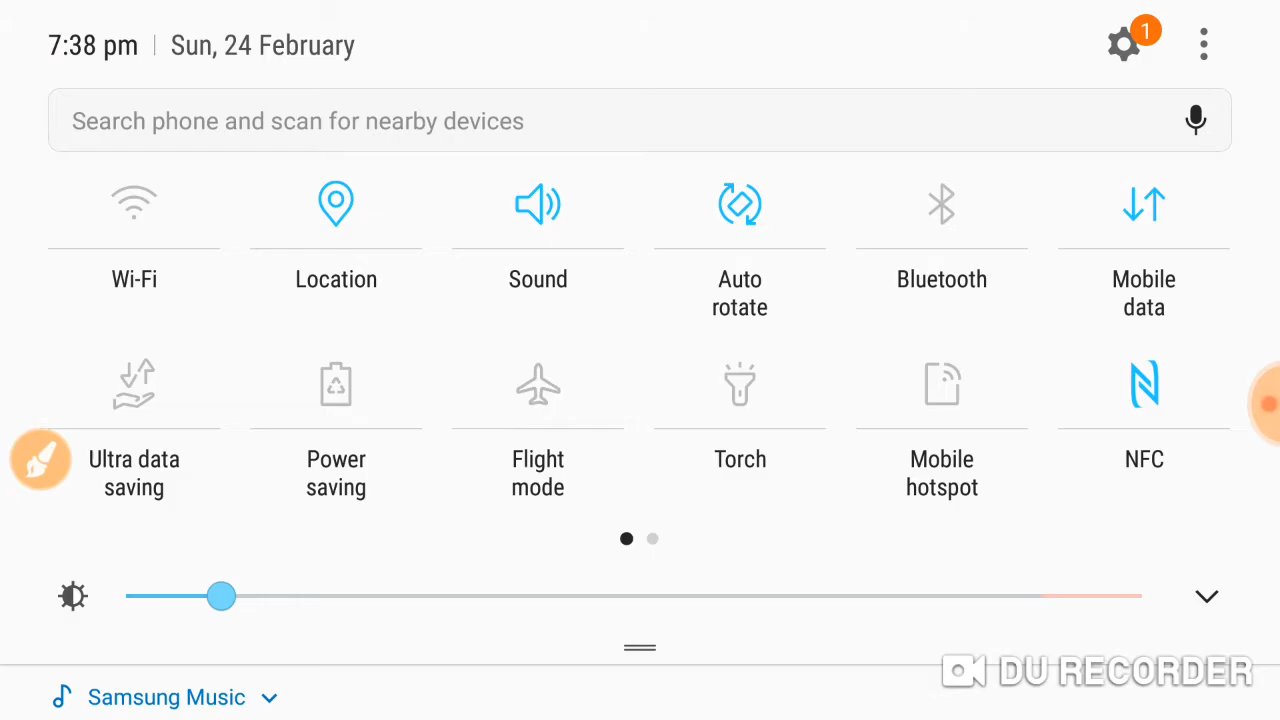 7:38 pm | Sun, 24 February
1
Search phone and scan for nearby devices
Wi-Fi
Location
Sound
Auto
rotate
Bluetooth
Mobile
data
Ultra data
saving
Power
saving
Flight
mode
Torch
Mobile
hotspot
NFC
Samsung Music
DU RECORDER